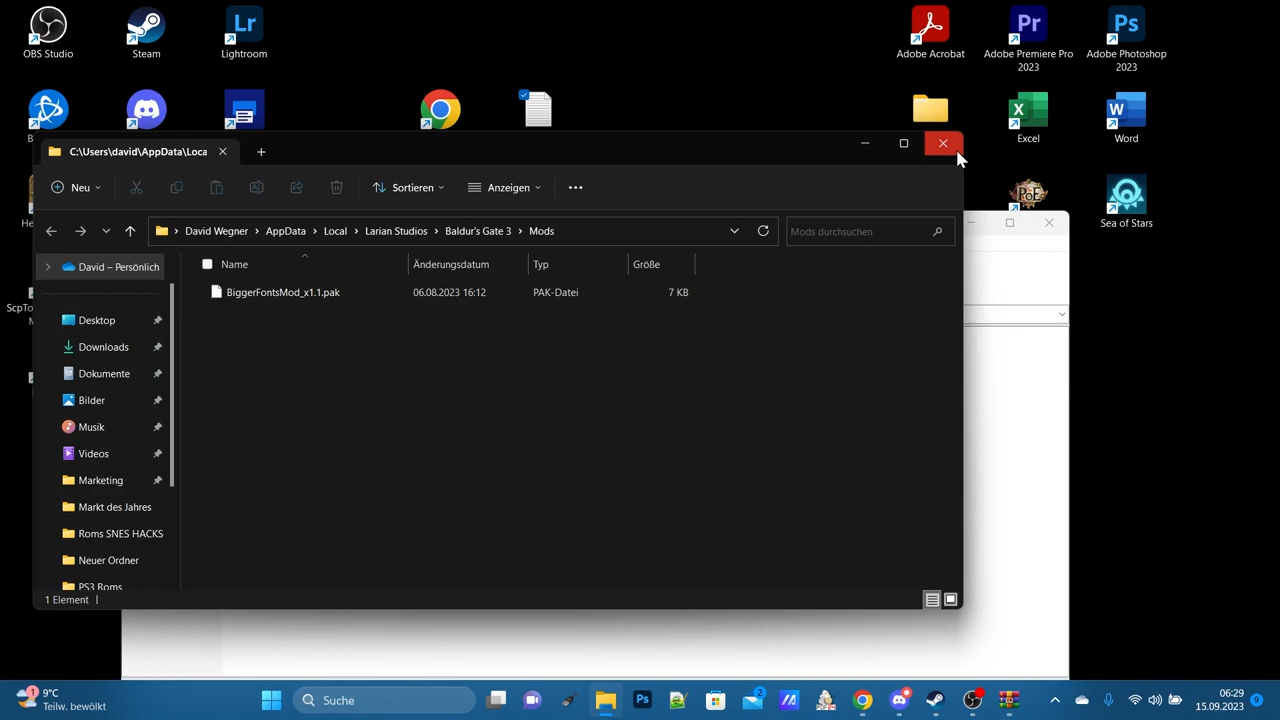 OBS Studio
Steam
Lightroom
Adobe Acrobat
Adobe Premiere Pro 2023
Adobe Photoshop 2023
Excel
Word
Sea of Stars
C:\Users\david\AppData\Loca
Neu
Sortieren
Anzeigen
David Wegner
AppData
Local
Larian Studios
Baldur's Gate 3
Mods
Mods durchsuchen
David – Persönlich
Name
Änderungsdatum
Typ
Größe
BiggerFontsMod_x1.1.pak
06.08.2023 16:12
PAK-Datei
7 KB
Desktop
Downloads
Dokumente
Bilder
Musik
Videos
Marketing
Markt des Jahres
Roms SNES HACKS
Neuer Ordner
PS3 Roms
1 Element
1
9°C
Teilw. bewölkt
Suche
2
06:29
15.09.2023
9